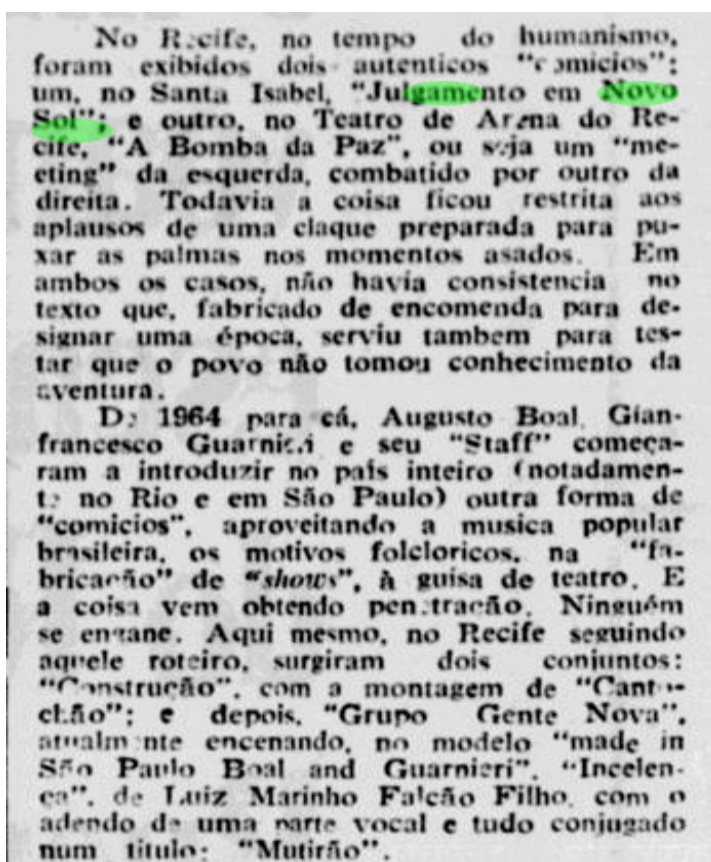 No Recife, no tempo do humanismo,
foram exibidos dois autenticos "comicios":
um, no Santa Isabel, "Julgamento em Novo
Sol"; e outro, no Teatro de Arena do Re-
cife, "A Bomba da Paz", ou seja um "me-
eting" da esquerda, combatido por outro da
direita. Todavia a coisa ficou restrita aos
aplausos de uma claque preparada para pu-
xar as palmas nos momentos asados. Em
ambos os casos, não havia consistencia no
texto que, fabricado de encomenda para de-
signar uma época, serviu tambem para tes-
tar que o povo não tomou conhecimento da
aventura.
De 1964 para cá, Augusto Boal, Gian-
francesco Guarnieri e seu "Staff" começa-
ram a introduzir no país inteiro (notadamen-
te no Rio e em São Paulo) outra forma de
"comicios", aproveitando a musica popular
brasileira, os motivos folcloricos, na "fa-
bricação" de "shows", à guisa de teatro. E
a coisa vem obtendo penetração. Ninguém
se engane. Aqui mesmo, no Recife seguindo
aquele roteiro, surgiram dois conjuntos:
"Construção", com a montagem de "Canto-
chão"; e depois, "Grupo Gente Nova",
atualmente encenando, no modelo "made in
São Paulo Boal and Guarnieri", "Incelen-
ça", de Luiz Marinho Falcão Filho, com o
adendo de uma parte vocal e tudo conjugado
num titulo: "Mutirão".